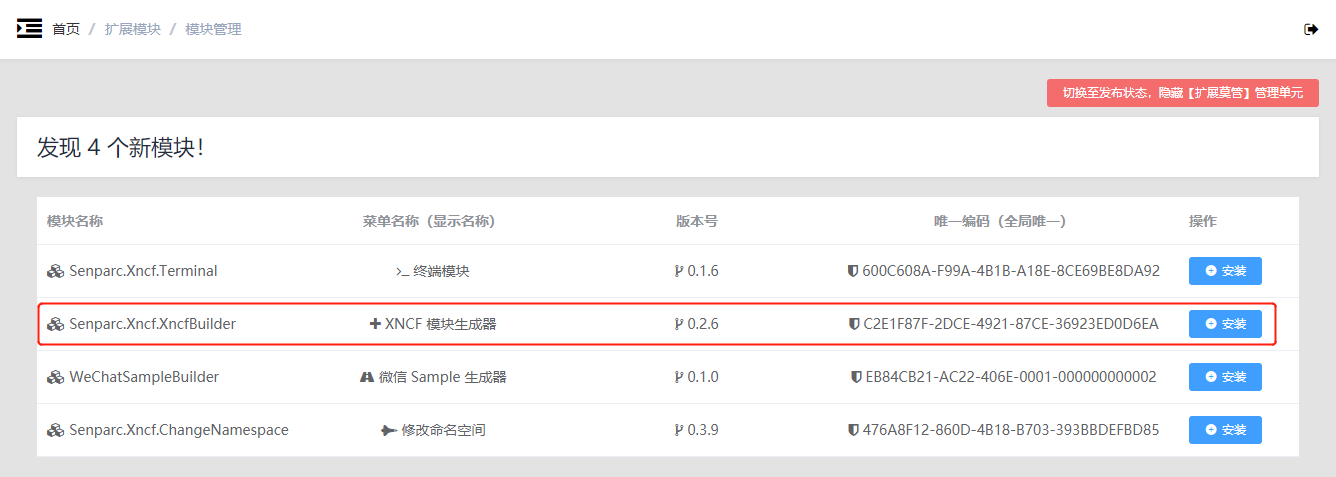 首页 / 扩展模块 / 模块管理
切换至发布状态，隐藏【扩展莫管】管理单元
发现 4 个新模块！
模块名称 菜单名称（显示名称） 版本号 唯一编码（全局唯一） 操作
Senparc.Xncf.Terminal 终端模块 0.1.6 600C608A-F99A-4B1B-A18E-8CE69BE8DA92 安装
Senparc.Xncf.XncfBuilder XNCF 模块生成器 0.2.6 C2E1F87F-2DCE-4921-87CE-36923ED0D6EA 安装
WeChatSampleBuilder 微信 Sample 生成器 0.1.0 EB84CB21-AC22-406E-0001-000000000002 安装
Senparc.Xncf.ChangeNamespace 修改命名空间 0.3.9 476A8F12-860D-4B18-B703-393BBDEFBD85 安装